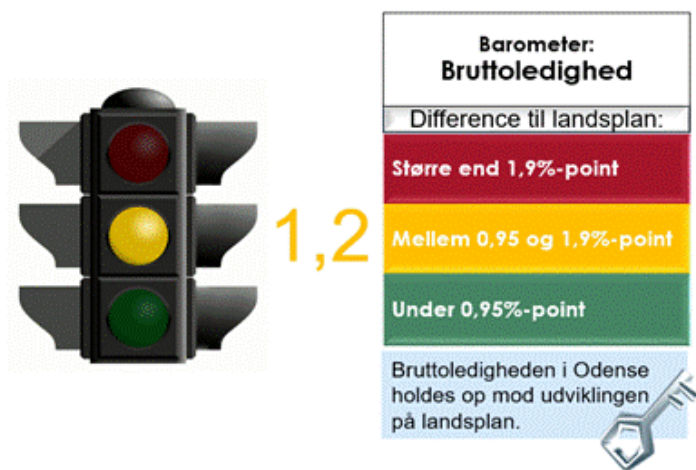 1,2
Barometer:
Bruttoledighed
Difference til landsplan:
Større end 1,9%-point
Mellem 0,95 og 1,9%-point
Under 0,95%-point
Bruttoledigheden i Odense
holdes op mod udviklingen
på landsplan.